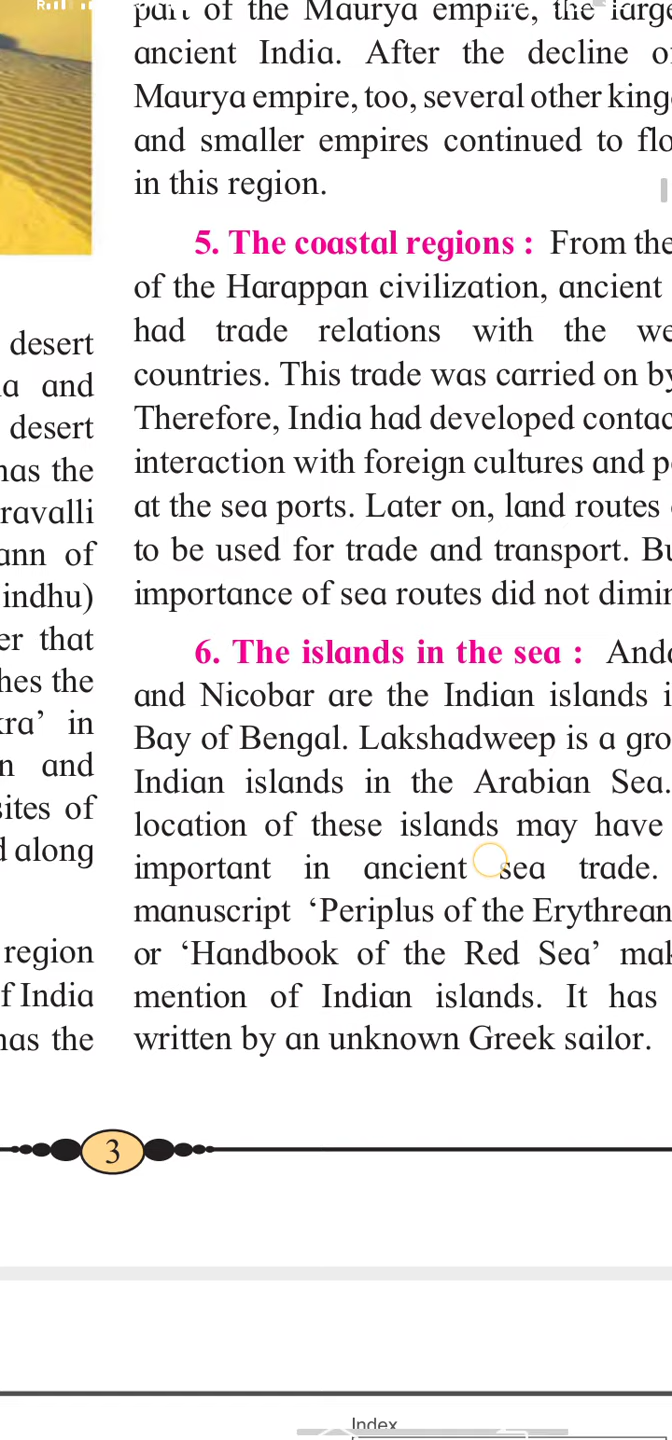 desert
a and
desert
has the
ravalli
ann of
indhu)
er that
hes the
kra’ in
n and
sites of
d along
region
f India
has the
part of the Maurya empire, the large
ancient India. After the decline o
Maurya empire, too, several other king
and smaller empires continued to flo
in this region.
5. The coastal regions : From the
of the Harappan civilization, ancient
had trade relations with the we
countries. This trade was carried on by
Therefore, India had developed contac
interaction with foreign cultures and p
at the sea ports. Later on, land routes
to be used for trade and transport. Bu
importance of sea routes did not dimin
6. The islands in the sea : Anda
and Nicobar are the Indian islands i
Bay of Bengal. Lakshadweep is a gro
Indian islands in the Arabian Sea.
location of these islands may have
important in ancient sea trade.
manuscript ‘Periplus of the Erythrean
or ‘Handbook of the Red Sea’ mak
mention of Indian islands. It has
written by an unknown Greek sailor.
3
Index